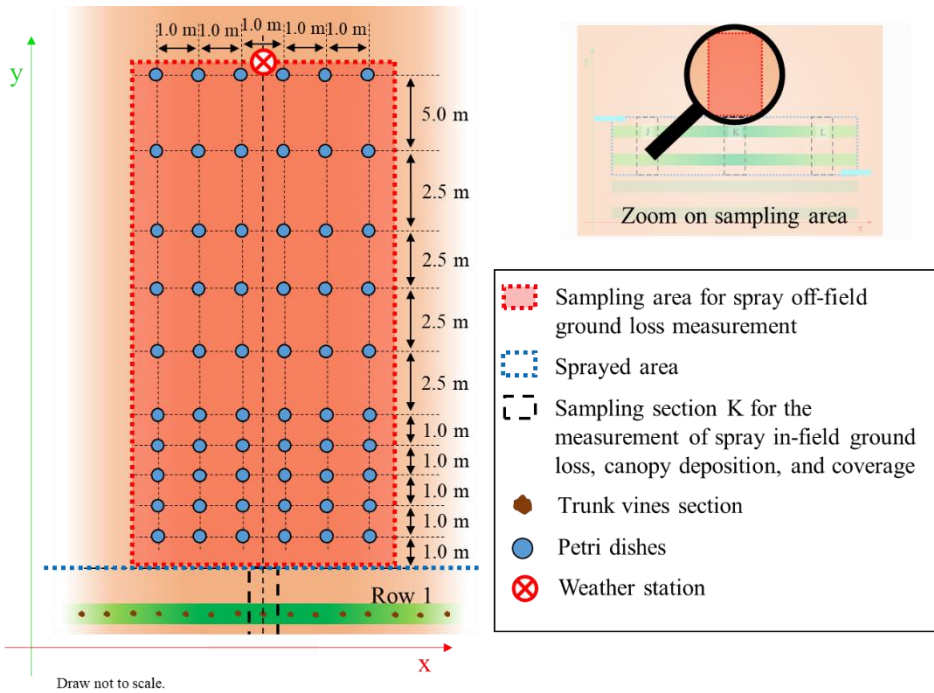 1.0 m
1.0 m 1.0 m 1.0 m 1.0 m
y
5.0 m
2.5 m
2.5 m
2.5 m
2.5 m
1.0 m
1.0 m
1.0 m
1.0 m
1.0 m
Row 1
x
Draw not to scale.
y
J K L
x
Zoom on sampling area
Sampling area for spray off-field
ground loss measurement
Sprayed area
Sampling section K for the
measurement of spray in-field ground
loss, canopy deposition, and coverage
Trunk vines section
Petri dishes
Weather station